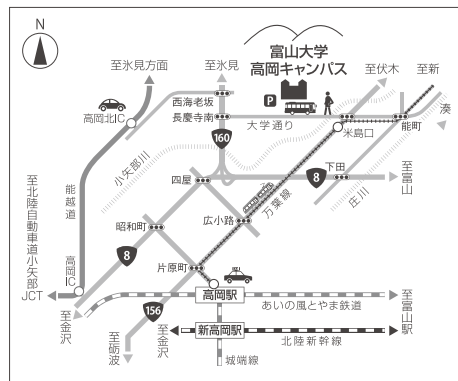 N
富山大学
高岡キャンパス
至氷見方面
至氷見
至伏木
至新湊
高岡北IC
西海老坂
長慶寺南
P
大学通り
米島口
能町
160
小矢部川
能越道
四屋
下田
8
至富山
庄川
万葉線
広小路
昭和町
至北陸自動車道小矢部JCT
高岡IC
8
片原町
高岡駅
あいの風とやま鉄道
至金沢
156
至富山駅
新高岡駅
至砺波
至金沢
北陸新幹線
城端線